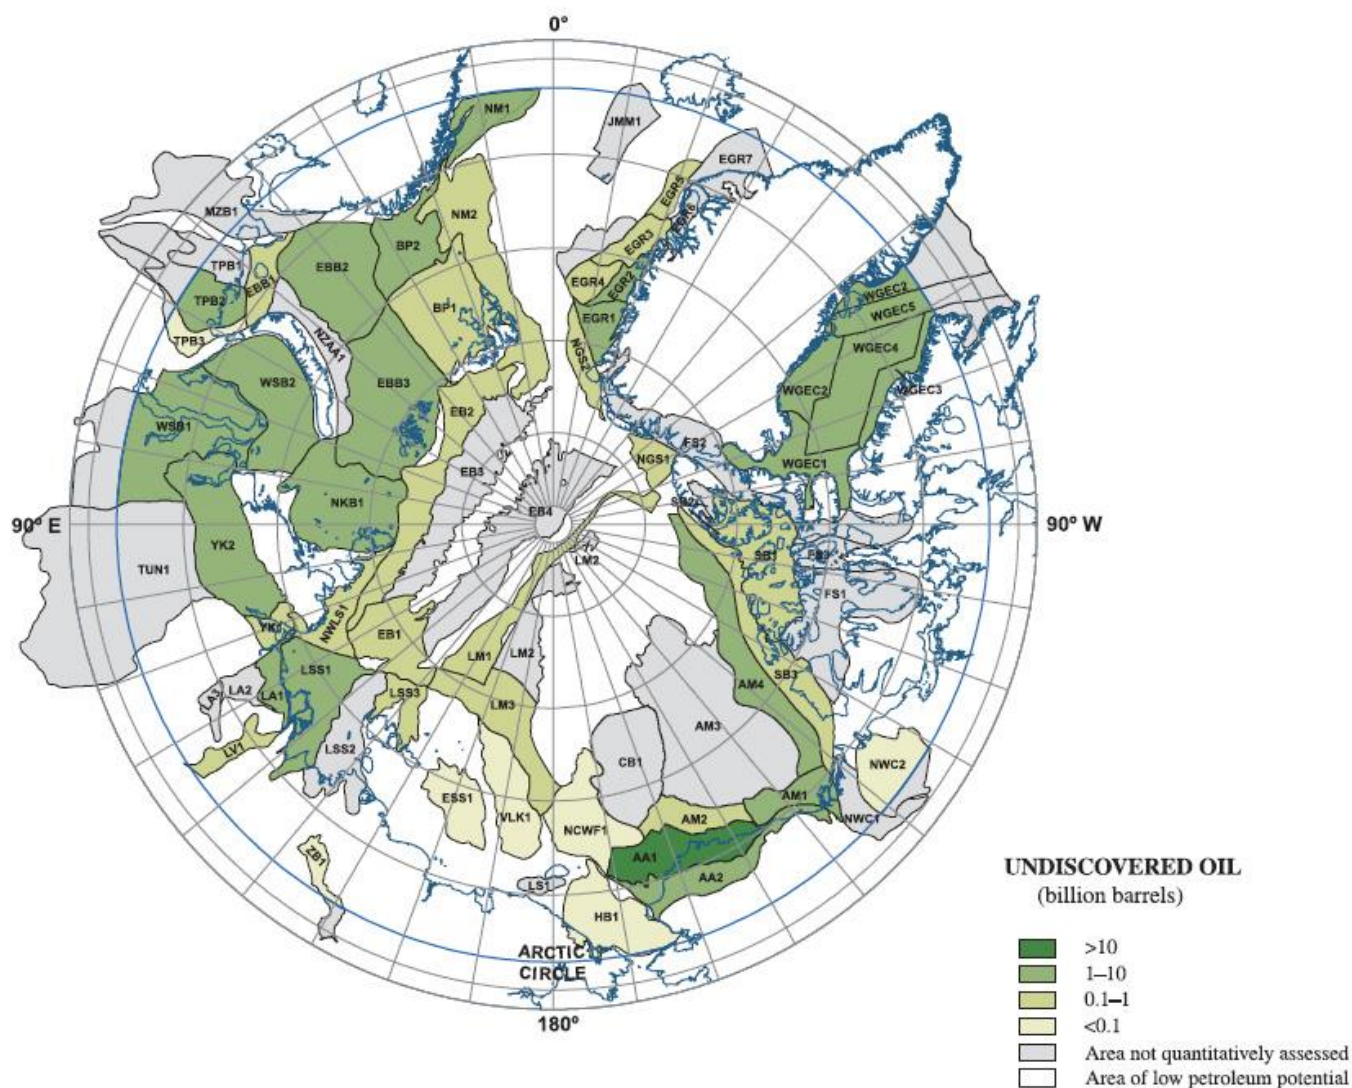 0°
NM1
JMM1
EGR7
MZB1
EGR5
NM2
EGR6
EGR3
BP2
TPB1
EBB2
EGR4
EGR2
EBB1
TPB2
WGEC2
BP1
WGEC5
EGR1
TPB3
NZAA1
NGS2
WGEC4
WSB2
EBB3
WGEC2
WGEC3
EB2
WSB1
FS2
NGS1
WGEC1
EB3
NKB1
SB2
EB4
90° E
90° W
YK2
SB1
FS3
LM2
TUN1
FS1
NWLS1
EB1
LM1
LM2
LSS1
SB3
AM4
LA2
LA1
LA3
LSS3
LM3
AM3
LV1
LSS2
CB1
NWC2
ESS1
AM1
VLK1
NCWF1
AM2
NWC1
ZB1
AA1
AA2
LS1
HB1
ARCTIC
CIRCLE
180°
UNDISCOVERED OIL
(billion barrels)
>10
1–10
0.1–1
<0.1
Area not quantitatively assessed
Area of low petroleum potential